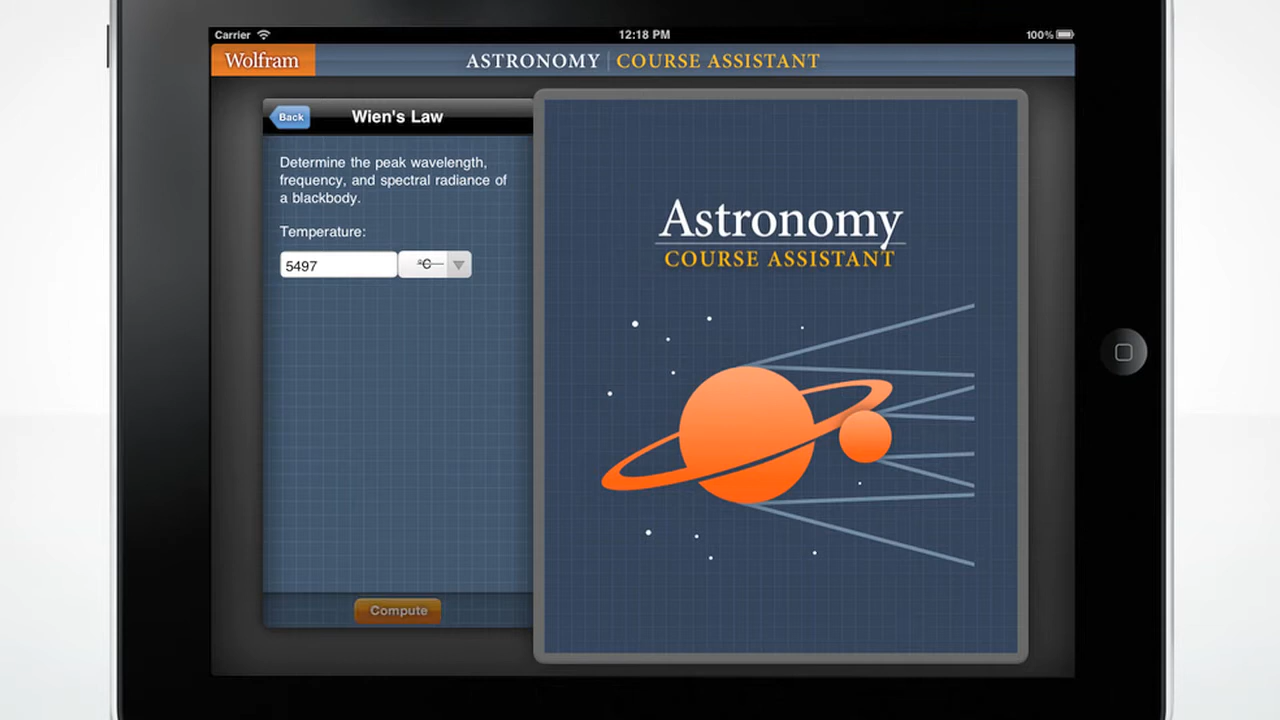 Carrier
12:18 PM
100%
Wolfram
ASTRONOMY | COURSE ASSISTANT
Back
Wien's Law
Determine the peak wavelength,
frequency, and spectral radiance of
a blackbody.
Temperature:
5497
°C
Compute
Astronomy
COURSE ASSISTANT